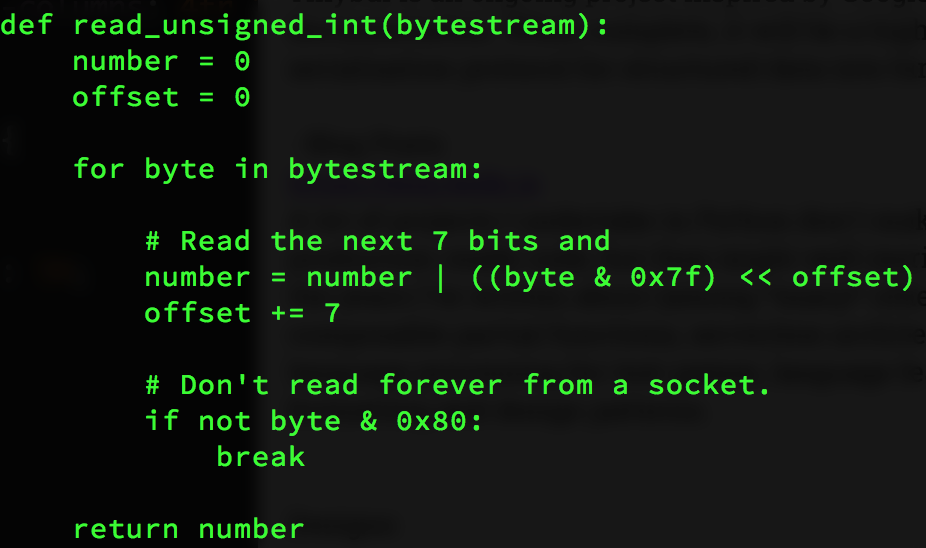 def read_unsigned_int(bytestream):
    number = 0
    offset = 0
    for byte in bytestream:
        # Read the next 7 bits and
        number = number | ((byte & 0x7f) << offset)
        offset += 7
        # Don't read forever from a socket.
        if not byte & 0x80:
            break
    return number